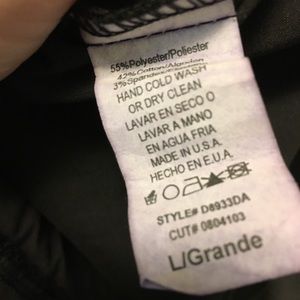 55%Polyester/Poliester
42%Cotton/Algodon
3%Spandex
HAND COLD WASH
OR DRY CLEAN
LAVAR EN SECO O
LAVAR A MANO
EN AGUA FRIA
MADE IN U.S.A.
HECHO EN E.U.A.
STYLE# D8933DA
CUT# 0804103
L/Grande